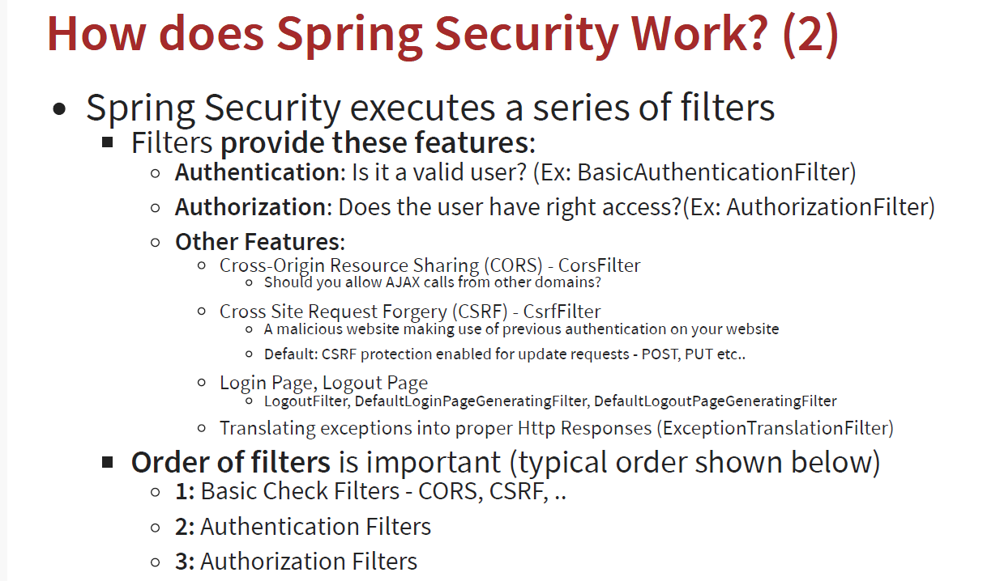 How does Spring Security Work? (2)
Spring Security executes a series of filters
Filters provide these features:
Authentication: Is it a valid user? (Ex: BasicAuthenticationFilter)
Authorization: Does the user have right access?(Ex: AuthorizationFilter)
Other Features:
Cross-Origin Resource Sharing (CORS) - CorsFilter
Should you allow AJAX calls from other domains?
Cross Site Request Forgery (CSRF) - CsrfFilter
A malicious website making use of previous authentication on your website
Default: CSRF protection enabled for update requests - POST, PUT etc..
Login Page, Logout Page
LogoutFilter, DefaultLoginPageGeneratingFilter, DefaultLogoutPageGeneratingFilter
Translating exceptions into proper Http Responses (ExceptionTranslationFilter)
Order of filters is important (typical order shown below)
1: Basic Check Filters - CORS, CSRF, ..
2: Authentication Filters
3: Authorization Filters